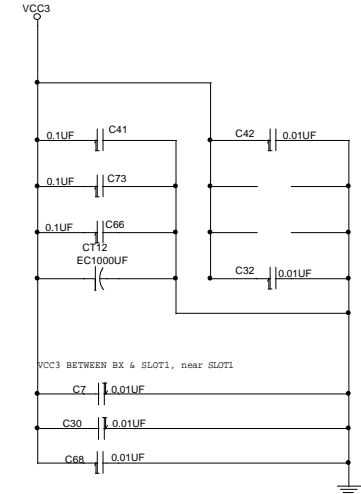 VCC3
0.1UF C41 C42 0.01UF
0.1UF C73
0.1UF C66
CT12
EC1000UF C32 0.01UF
VCC3 BETWEEN BX & SLOT1, near SLOT1
C7 0.01UF
C30 0.01UF
C68 0.01UF